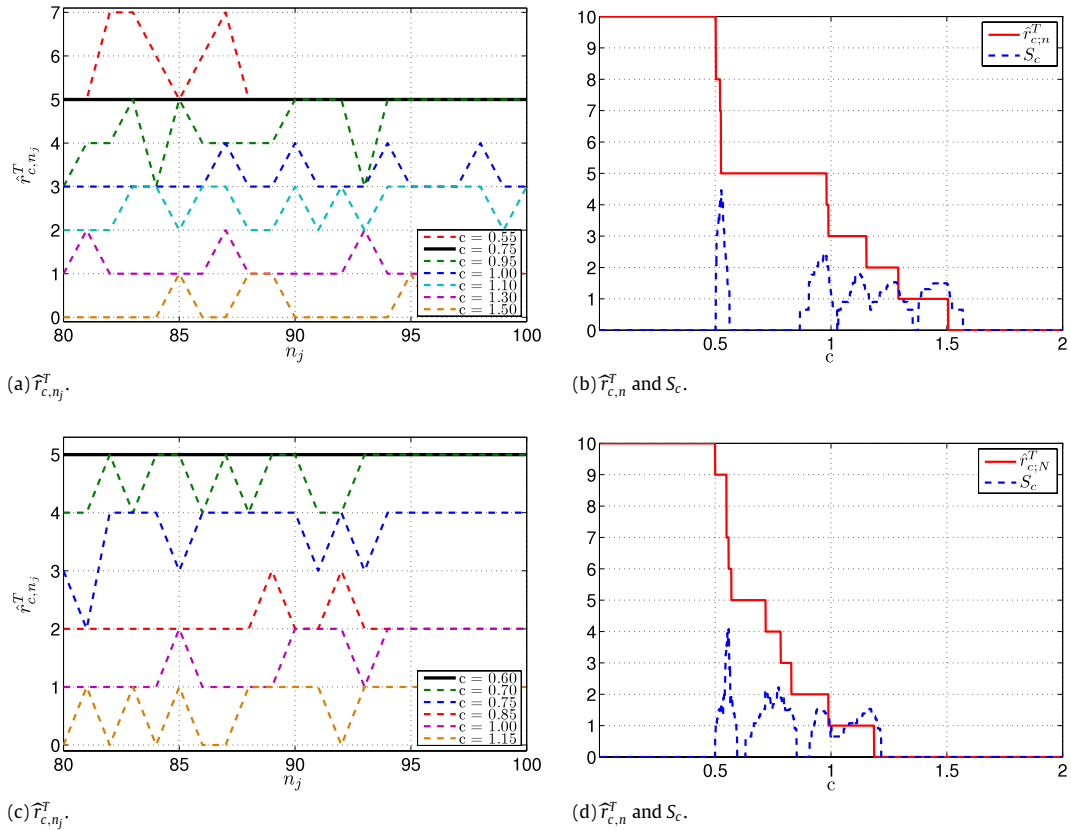 7
6
5
4
3
2
1
0
80 85 90 95 100
r̂ᵀ_{c,n_j}
n_j
c = 0.55
c = 0.75
c = 0.95
c = 1.00
c = 1.10
c = 1.30
c = 1.50
(a) r̂ᵀ_{c,n_j}.
10
9
8
7
6
5
4
3
2
1
0
0.5 1 1.5 2
c
r̂ᵀ_{c;n}
S_c
(b) r̂ᵀ_{c,n} and S_c.
5
4
3
2
1
0
80 85 90 95 100
r̂ᵀ_{c,n_j}
n_j
c = 0.60
c = 0.70
c = 0.75
c = 0.85
c = 1.00
c = 1.15
(c) r̂ᵀ_{c,n_j}.
10
9
8
7
6
5
4
3
2
1
0
0.5 1 1.5 2
c
r̂ᵀ_{c;N}
S_c
(d) r̂ᵀ_{c,n} and S_c.